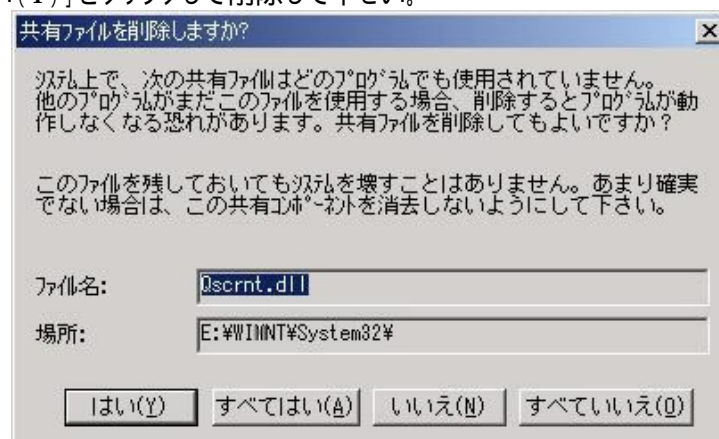 (Y)」をクリックして削除して下さい。
共有ファイルを削除しますか?
システム上で、次の共有ファイルはどのプログラムでも使用されていません。
他のプログラムがまだこのファイルを使用する場合、削除するとプログラムが動
作しなくなる恐れがあります。共有ファイルを削除してもよいですか?
このファイルを残しておいてもシステムを壊すことはありません。あまり確実
でない場合は、この共有コンポーネントを消去しないようにして下さい。
ファイル名: Qscrnt.dll
場所: E:¥WINNT¥System32¥
はい(Y) すべてはい(A) いいえ(N) すべていいえ(O)